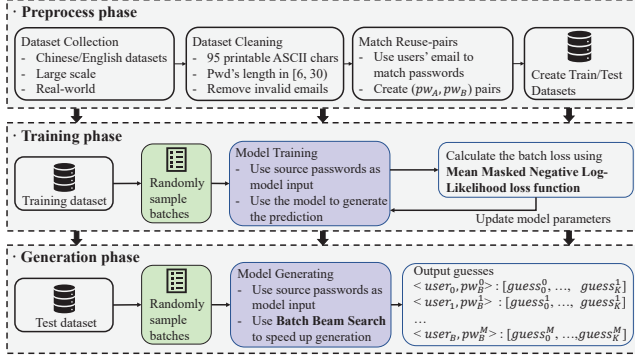 · Preprocess phase
Dataset Collection
- Chinese/English datasets
- Large scale
- Real-world
Dataset Cleaning
- 95 printable ASCII chars
- Pwd's length in [6, 30)
- Remove invalid emails
Match Reuse-pairs
- Use users' email to
match passwords
- Create (pw_A, pw_B) pairs
Create Train/Test
Datasets
· Training phase
Training dataset
Randomly
sample
batches
Model Training
- Use source passwords as
model input
- Use the model to generate
the prediction
Calculate the batch loss using
Mean Masked Negative Log-
Likelihood loss function
Update model parameters
· Generation phase
Test dataset
Randomly
sample
batches
Model Generating
- Use source passwords as
model input
- Use Batch Beam Search
to speed up generation
Output guesses
< user_0, pw_B^0> : [guess_0^0, …, guess_K^1]
< user_1, pw_B^1> : [guess_0^1, …, guess_K^1]
…
< user_B, pw_B^M> : [guess_0^M, …,guess_K^M]